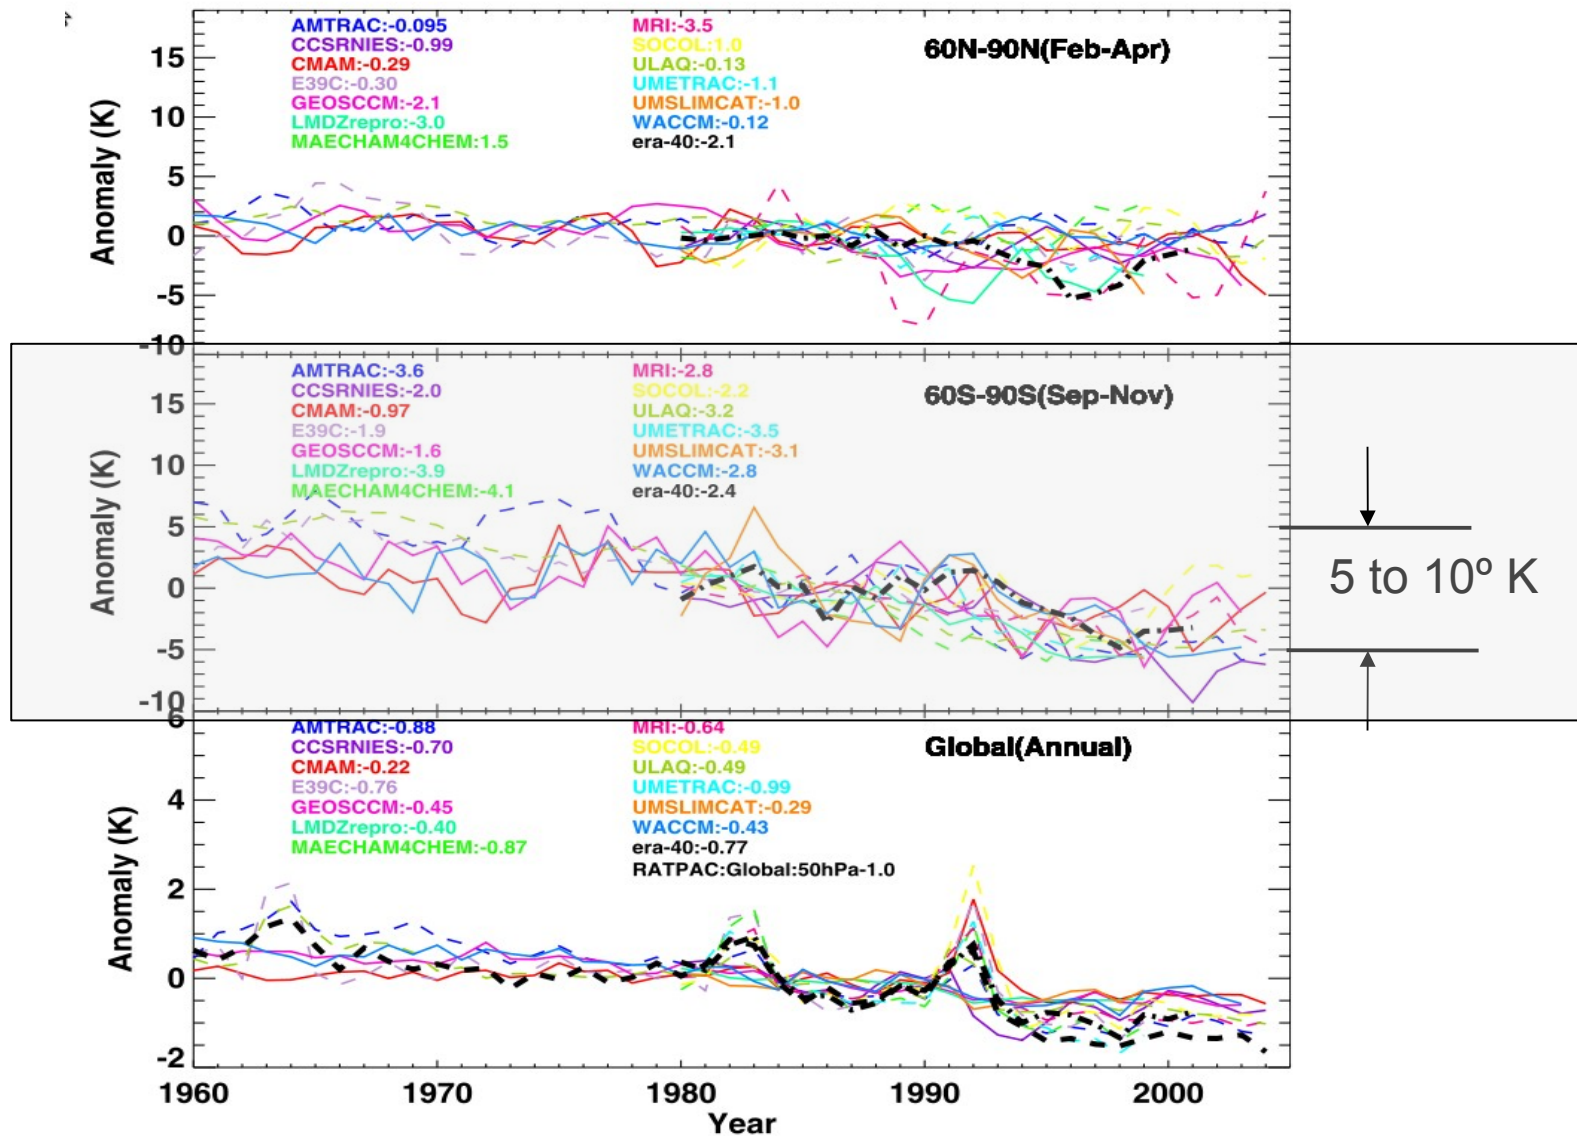 AMTRAC:-0.095 MRI:-3.5
CCSRNIES:-0.99 SOCOL:1.0 60N-90N(Feb-Apr)
15 CMAM:-0.29 ULAQ:-0.13
E39C:-0.30 UMETRAC:-1.1
GEOSCCM:-2.1 UMSLIMCAT:-1.0
10 LMDZrepro:-3.0 WACCM:-0.12
MAECHAM4CHEM:1.5 era-40:-2.1
Anomaly (K)
5
0
-5
-10
AMTRAC:-3.6 MRI:-2.8
CCSRNIES:-2.0 SOCOL:-2.2 60S-90S(Sep-Nov)
15 CMAM:-0.97 ULAQ:-3.2
E39C:-1.9 UMETRAC:-3.5
GEOSCCM:-1.6 UMSLIMCAT:-3.1
10 LMDZrepro:-3.9 WACCM:-2.8
MAECHAM4CHEM:-4.1 era-40:-2.4
Anomaly (K)
5
5 to 10º K
0
-5
-10
6
AMTRAC:-0.88 MRI:-0.64
CCSRNIES:-0.70 SOCOL:-0.49 Global(Annual)
CMAM:-0.22 ULAQ:-0.49
E39C:-0.76 UMETRAC:-0.99
4 GEOSCCM:-0.45 UMSLIMCAT:-0.29
LMDZrepro:-0.40 WACCM:-0.43
MAECHAM4CHEM:-0.87 era-40:-0.77
RATPAC:Global:50hPa-1.0
Anomaly (K)
2
0
-2
1960 1970 1980 1990 2000
Year